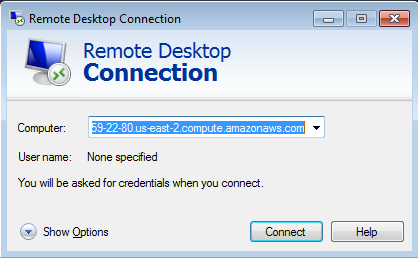 Remote Desktop Connection
Remote Desktop
Connection
Computer:
59-22-80.us-east-2.compute.amazonaws.com
User name: None specified
You will be asked for credentials when you connect.
Show Options
Connect
Help